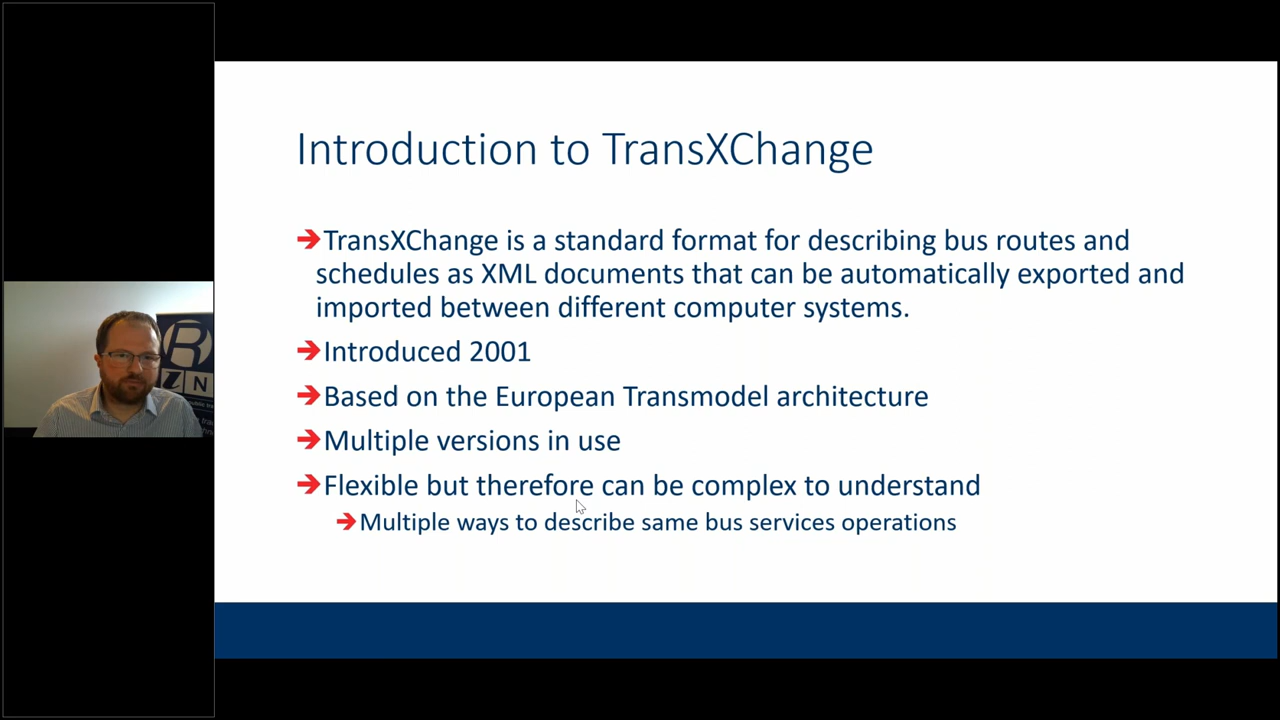 Introduction to TransXChange
➔TransXChange is a standard format for describing bus routes and
schedules as XML documents that can be automatically exported and
imported between different computer systems.
➔Introduced 2001
➔Based on the European Transmodel architecture
➔Multiple versions in use
➔Flexible but therefore can be complex to understand
➔Multiple ways to describe same bus services operations
R
N